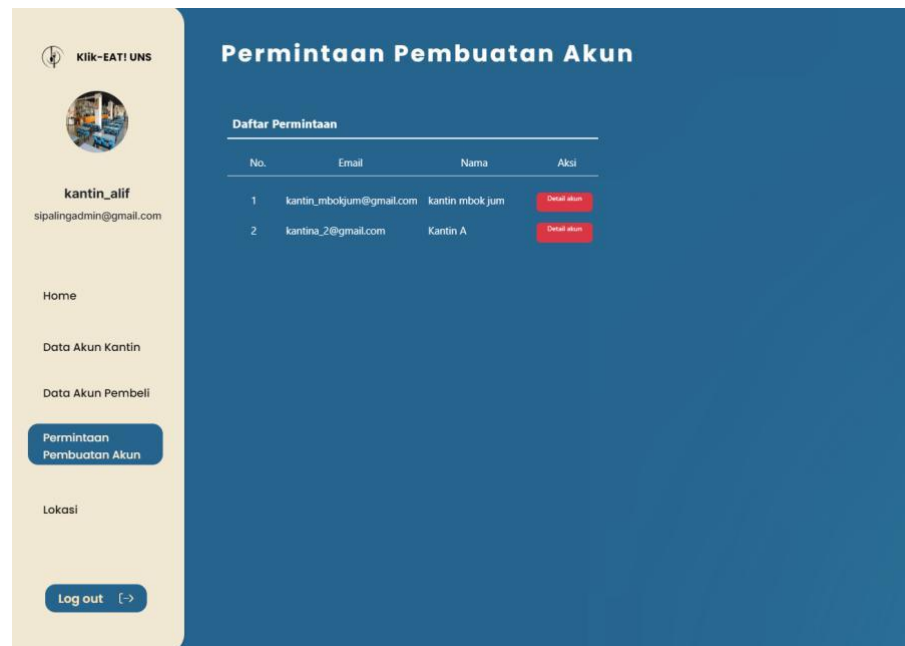 Klik-EAT! UNS
kantin_alif
sipalingadmin@gmail.com
Home
Data Akun Kantin
Data Akun Pembeli
Permintaan
Pembuatan Akun
Lokasi
Log out
Permintaan Pembuatan Akun
Daftar Permintaan
No. Email Nama Aksi
1 kantin_mbokjum@gmail.com kantin mbok jum Detail akun
2 kantina_2@gmail.com Kantin A Detail akun